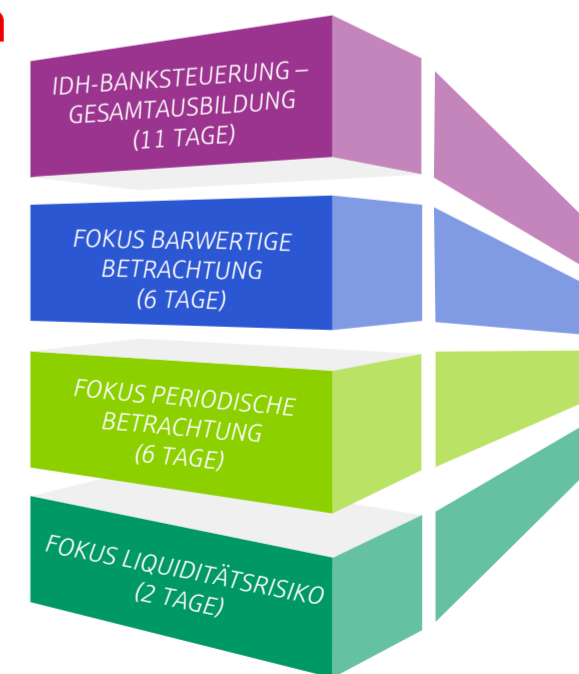 IDH-BANKSTEUERUNG –
GESAMTAUSBILDUNG
(11 TAGE)
FOKUS BARWERTIGE
BETRACHTUNG
(6 TAGE)
FOKUS PERIODISCHE
BETRACHTUNG
(6 TAGE)
FOKUS LIQUIDITÄTSRISIKO
(2 TAGE)